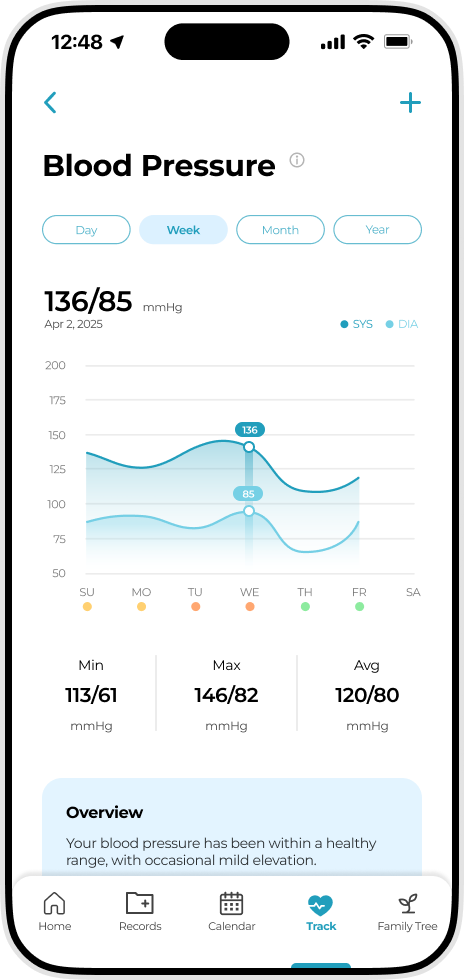 12:48
Blood Pressure
Day Week Month Year
136/85 mmHg
Apr 2, 2025 SYS DIA
200
175
150
136
125
85
100
75
50
SU MO TU WE TH FR SA
Min Max Avg
113/61 146/82 120/80
mmHg mmHg mmHg
Overview
Your blood pressure has been within a healthy
range, with occasional mild elevation.
Home Records Calendar Track Family Tree